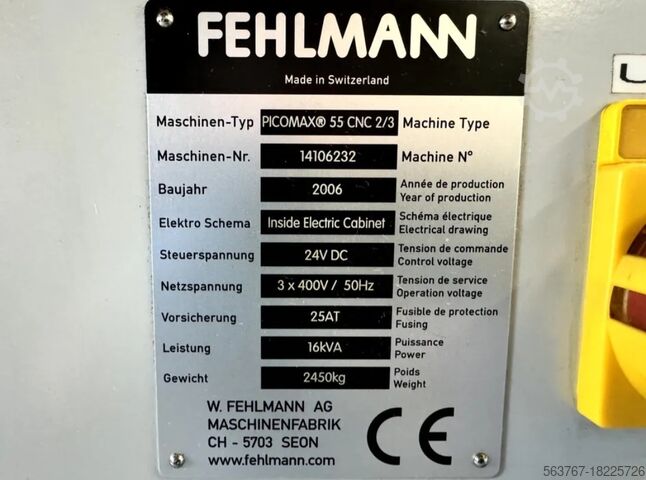 FEHLMANN
Made in Switzerland
Maschinen-Typ PICOMAX® 55 CNC 2/3 Machine Type
Maschinen-Nr. 14106232 Machine N°
Baujahr 2006 Année de production
Year of production
Elektro Schema Inside Electric Cabinet Schéma électrique
Electrical drawing
Steuerspannung 24V DC Tension de commande
Control voltage
Netzspannung 3 x 400V / 50Hz Tension de service
Operation voltage
Vorsicherung 25AT Fusible de protection
Fusing
Leistung 16kVA Puissance
Power
Gewicht 2450kg Poids
Weight
W. FEHLMANN AG
MASCHINENFABRIK
CH - 5703 SEON
www.fehlmann.com
CE
563767-18225726